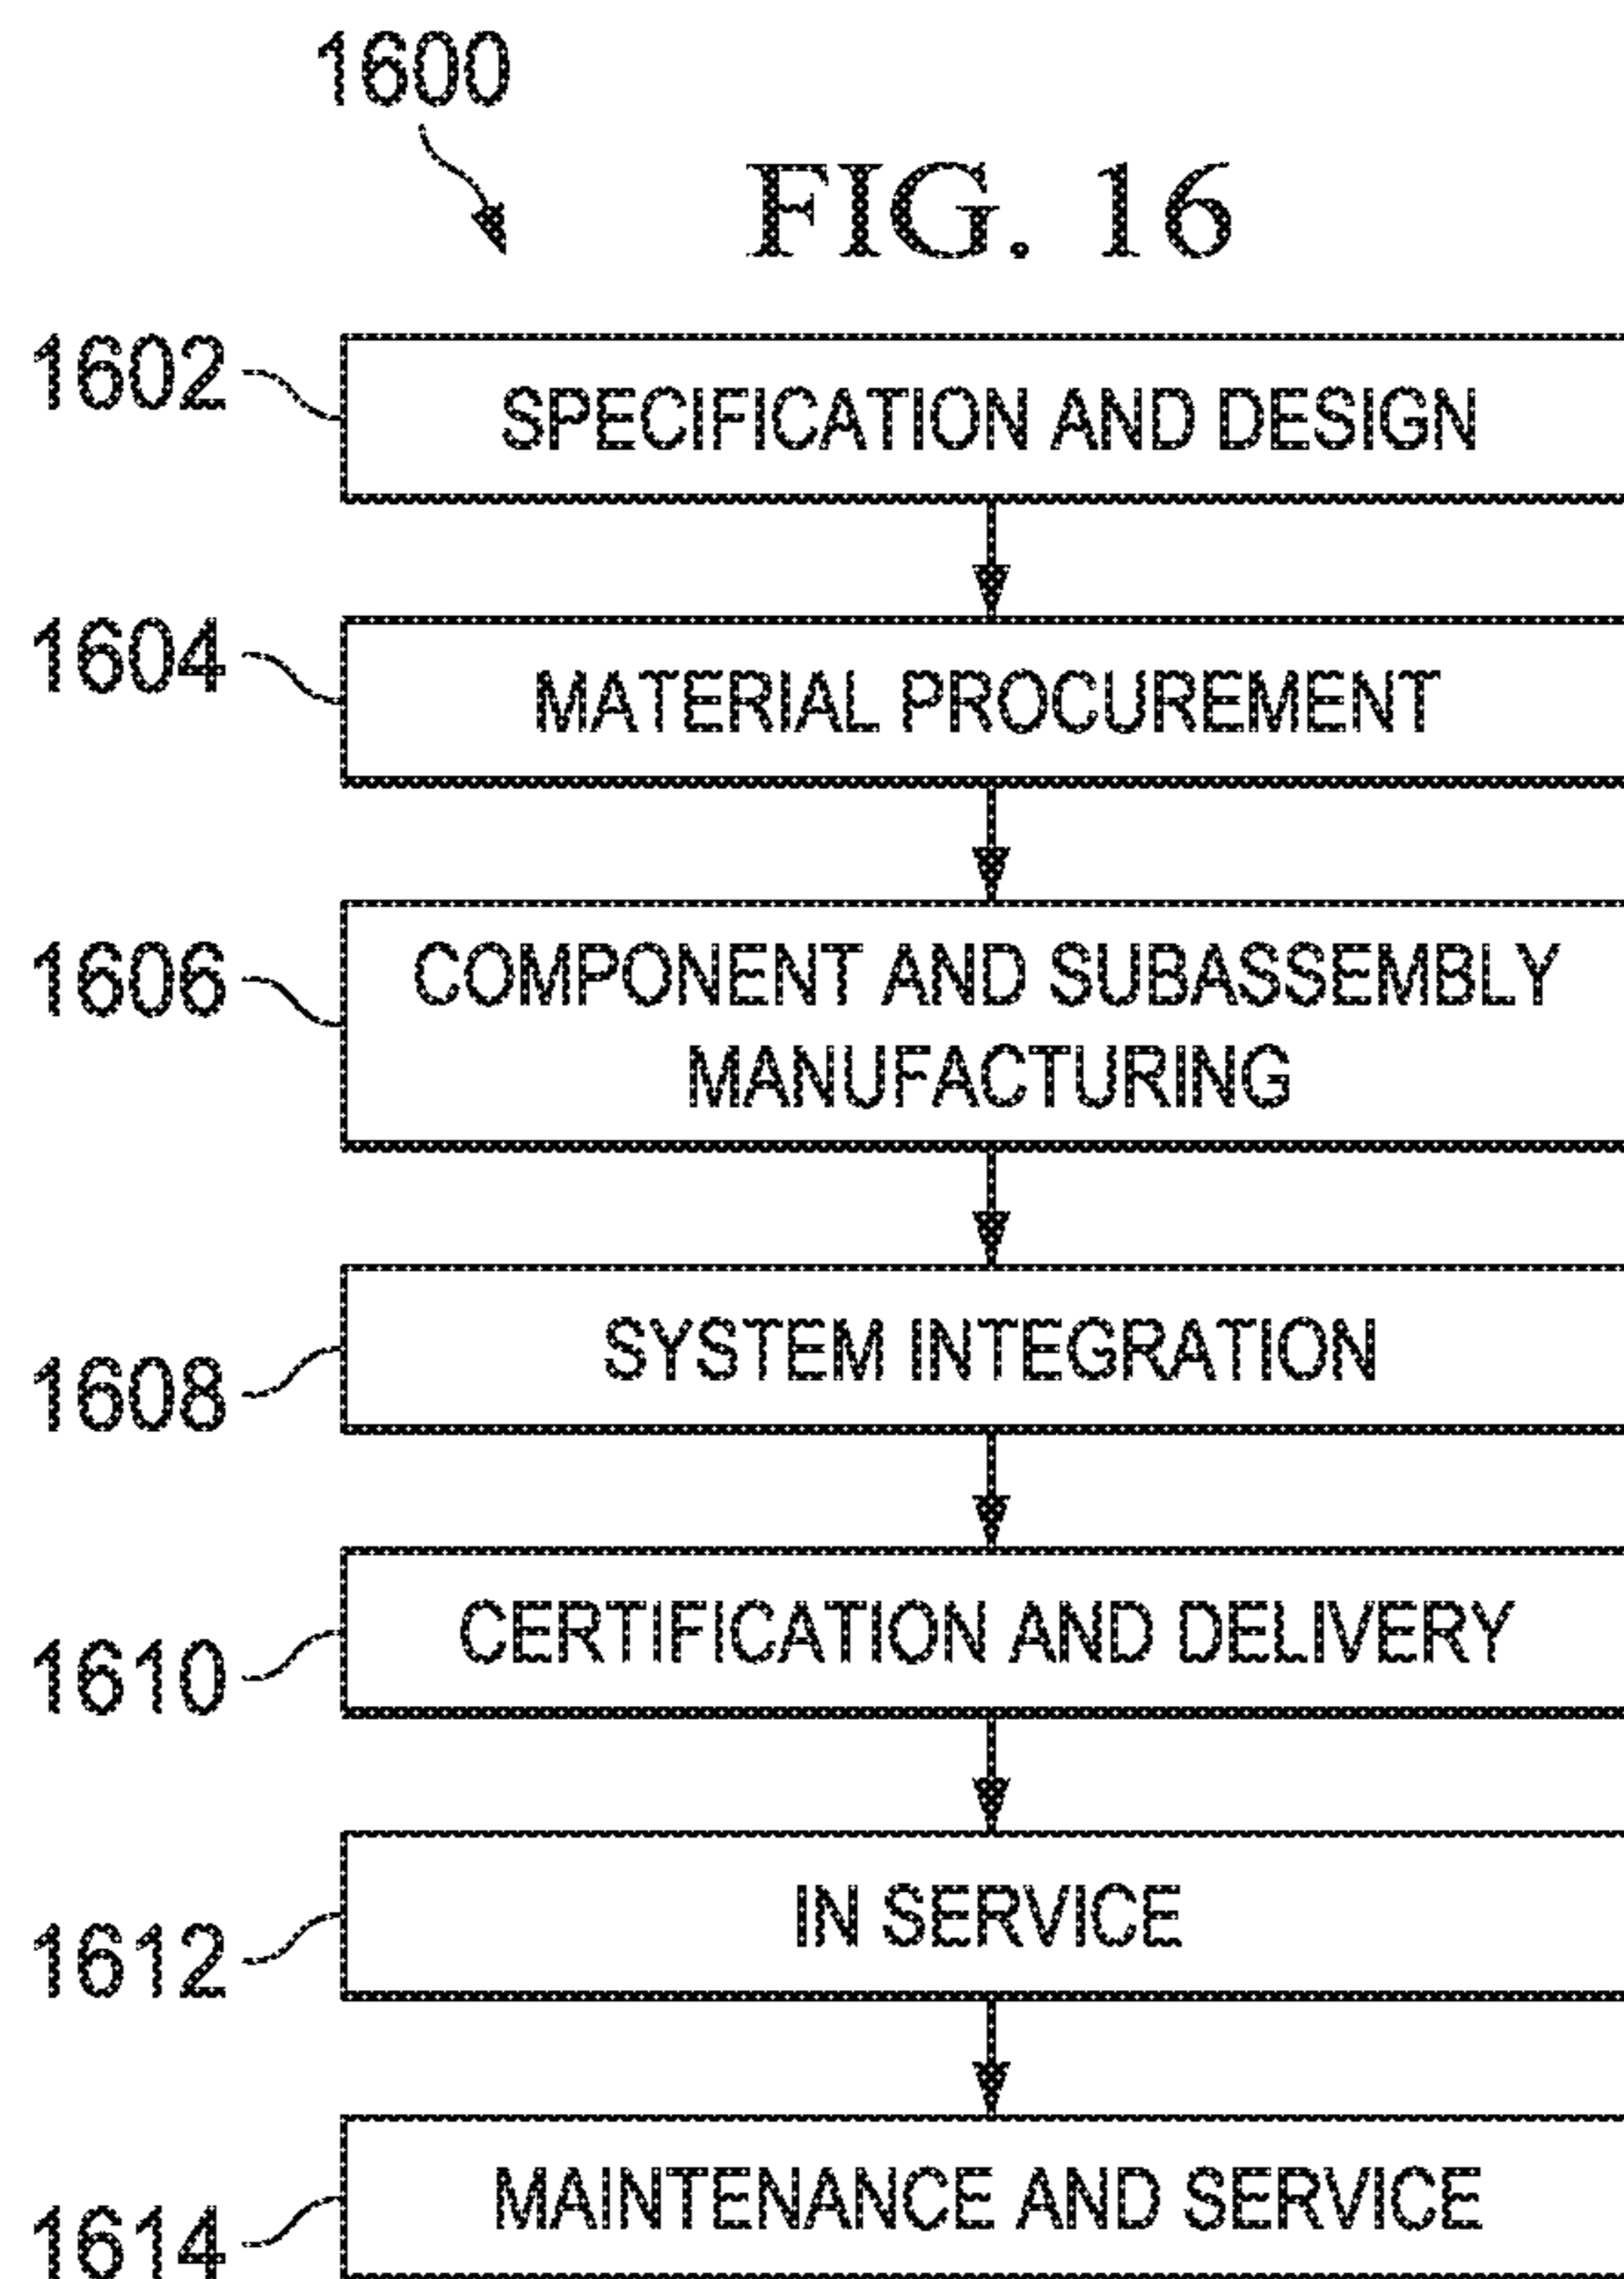 1600
FIG. 16
1602
SPECIFICATION AND DESIGN
1604
MATERIAL PROCUREMENT
1606
COMPONENT AND SUBASSEMBLY
MANUFACTURING
1608
SYSTEM INTEGRATION
1610
CERTIFICATION AND DELIVERY
1612
IN SERVICE
1614
MAINTENANCE AND SERVICE